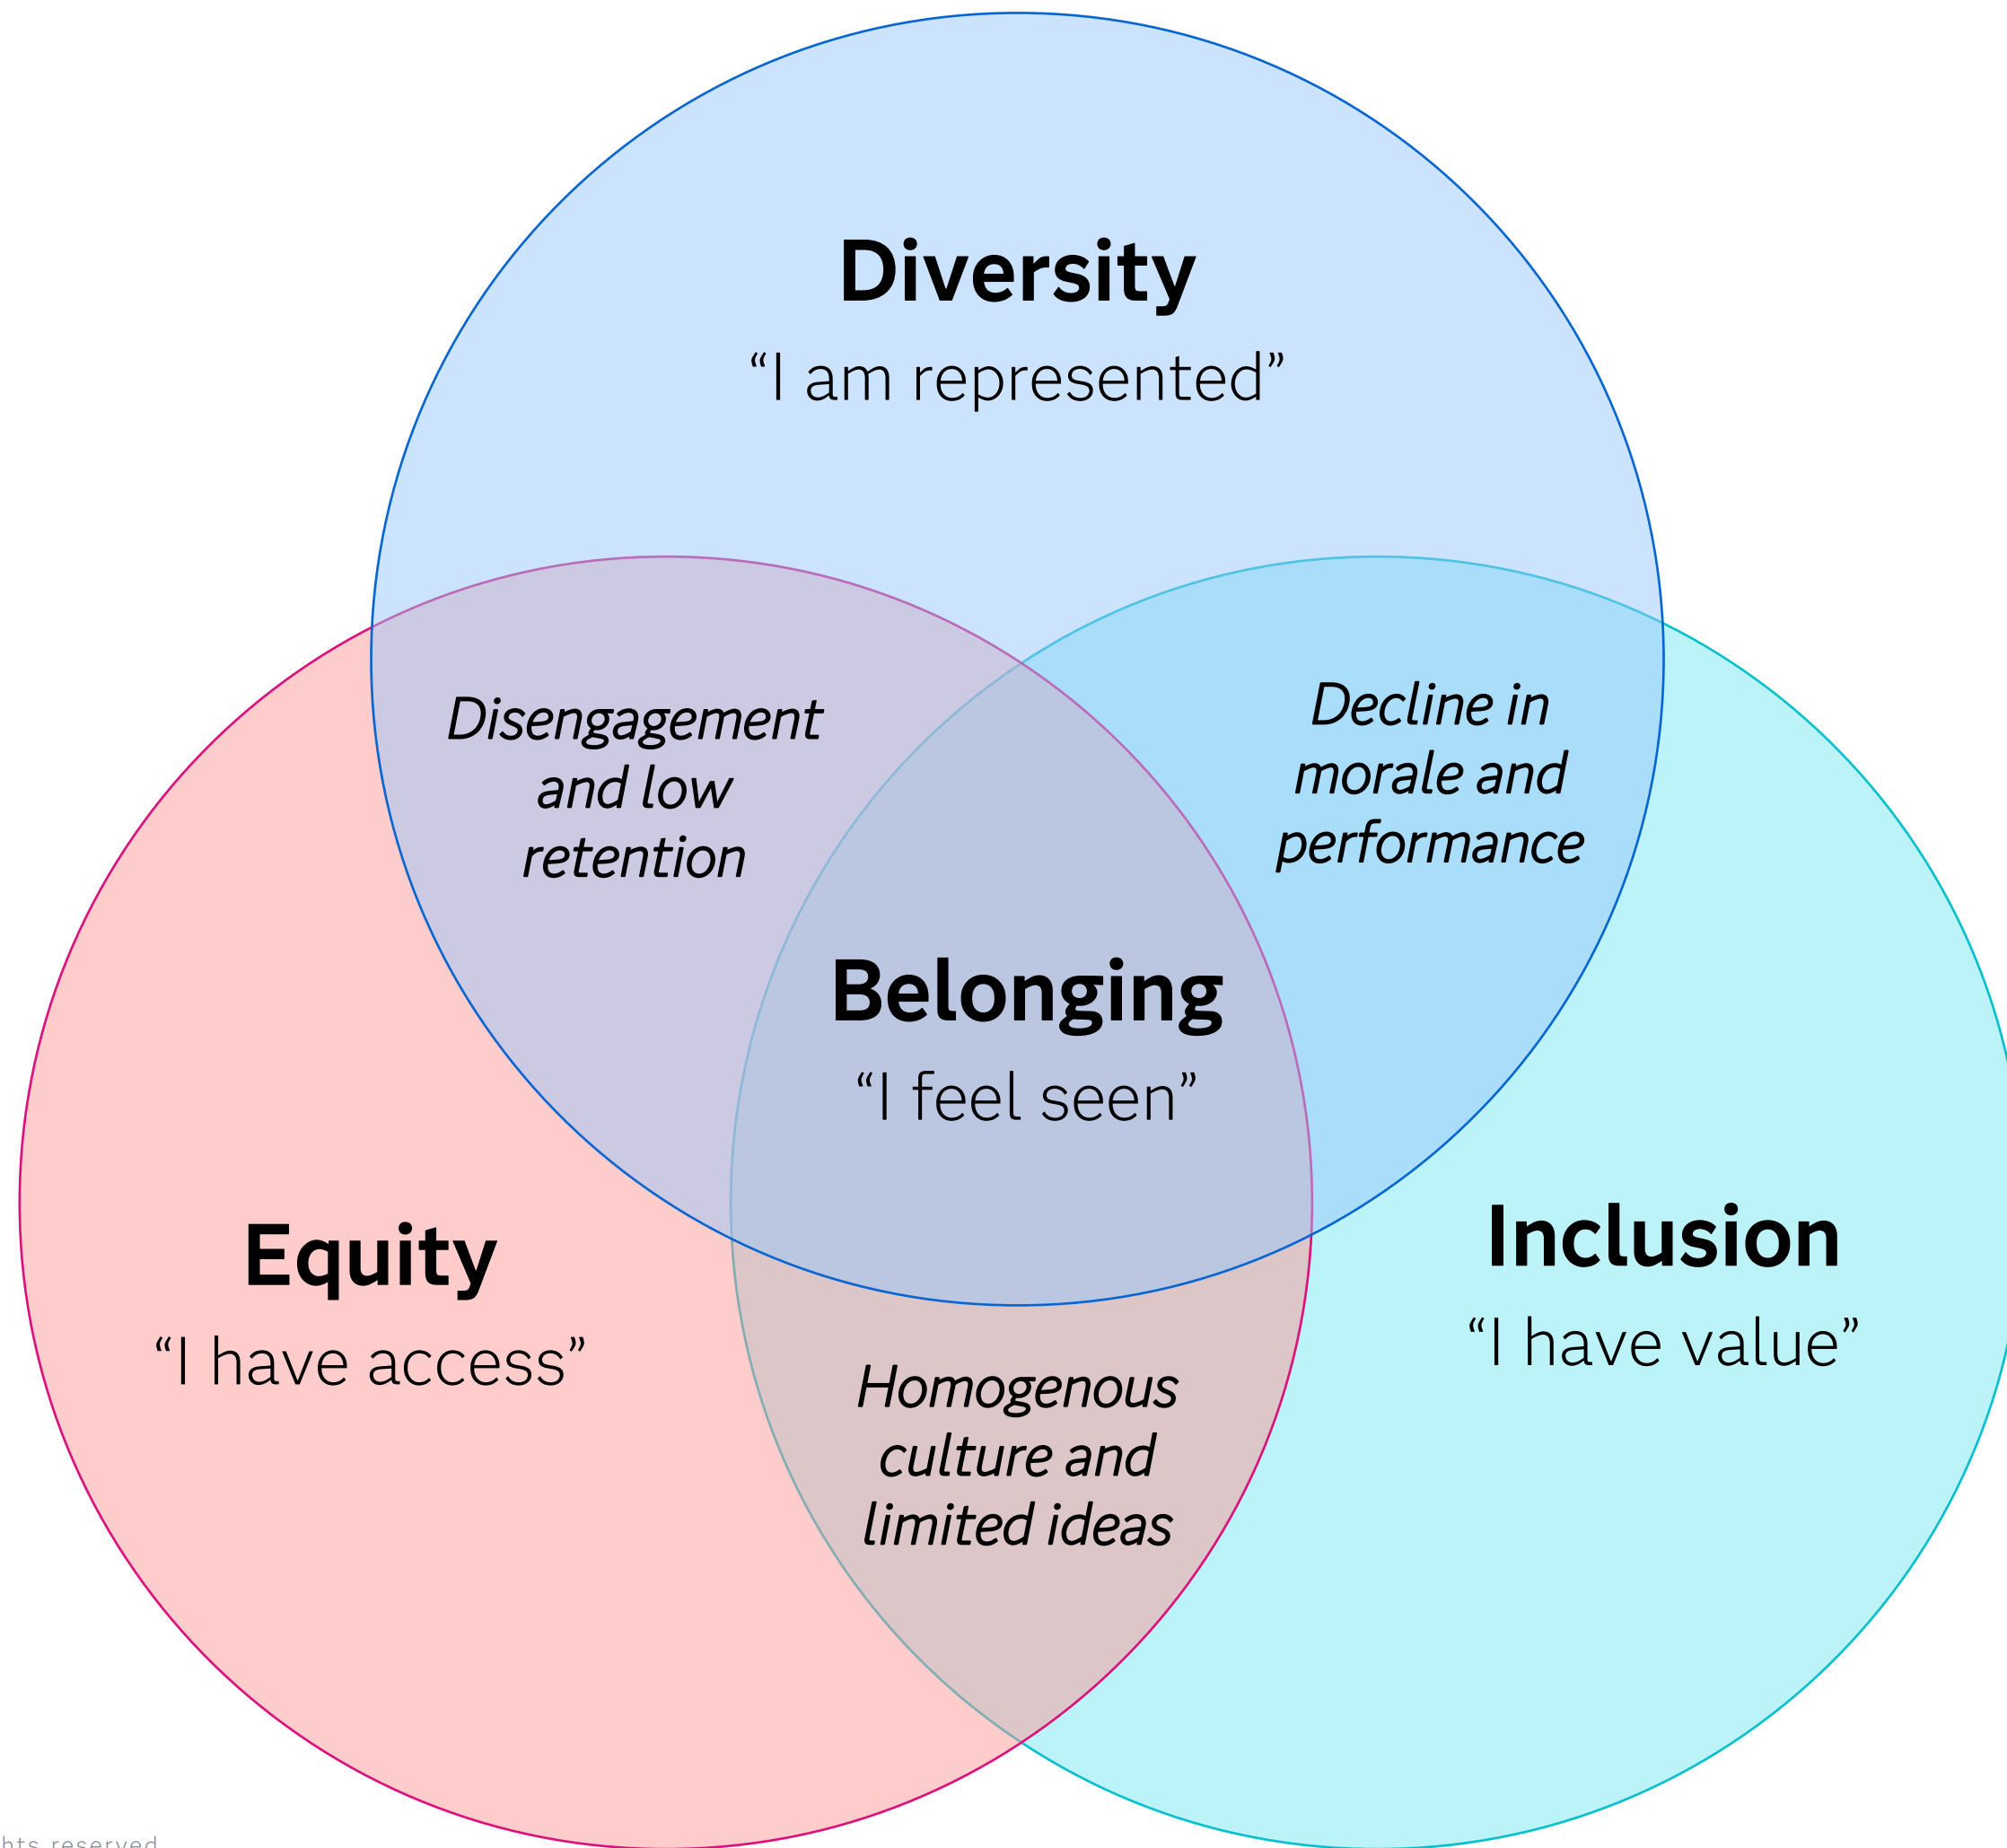 Diversity
“I am represented”
Disengagement
and low
retention
Decline in
morale and
performance
Belonging
“I feel seen”
Equity
“I have access”
Inclusion
“I have value”
Homogenous
culture and
limited ideas
reserved